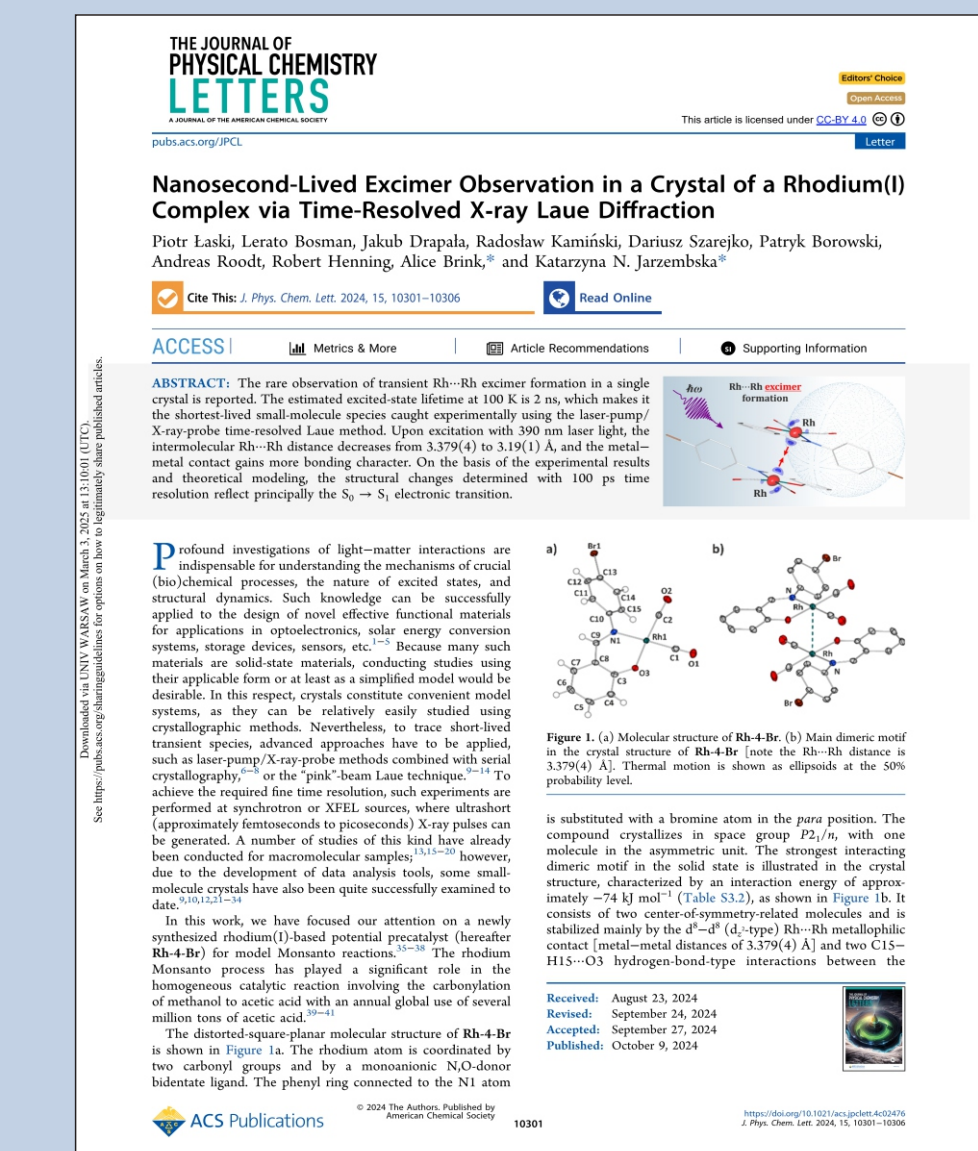 THE JOURNAL OF
PHYSICAL CHEMISTRY
LETTERS
A JOURNAL OF THE AMERICAN CHEMICAL SOCIETY
Editors' Choice
Open Access
This article is licensed under CC-BY 4.0
pubs.acs.org/JPCL
Letter
Nanosecond-Lived Excimer Observation in a Crystal of a Rhodium(I)
Complex via Time-Resolved X-ray Laue Diffraction
Piotr Łaski, Lerato Bosman, Jakub Drapała, Radosław Kamiński, Dariusz Szarejko, Patryk Borowski,
Andreas Roodt, Robert Henning, Alice Brink,* and Katarzyna N. Jarzembska*
Cite This: J. Phys. Chem. Lett. 2024, 15, 10301−10306
Read Online
ACCESS
Metrics & More
Article Recommendations
SI Supporting Information
ABSTRACT: The rare observation of transient Rh···Rh excimer formation in a single
crystal is reported. The estimated excited-state lifetime at 100 K is 2 ns, which makes it
the shortest-lived small-molecule species caught experimentally using the laser-pump/
X-ray-probe time-resolved Laue method. Upon excitation with 390 nm laser light, the
intermolecular Rh···Rh distance decreases from 3.379(4) to 3.19(1) Å, and the metal−
metal contact gains more bonding character. On the basis of the experimental results
and theoretical modeling, the structural changes determined with 100 ps time
resolution reflect principally the S₀ → S₁ electronic transition.
ℏω
Rh···Rh excimer
formation
Rh
Rh
Profound investigations of light−matter interactions are
indispensable for understanding the mechanisms of crucial
(bio)chemical processes, the nature of excited states, and
structural dynamics. Such knowledge can be successfully
applied to the design of novel effective functional materials
for applications in optoelectronics, solar energy conversion
systems, storage devices, sensors, etc.¹⁻⁵ Because many such
materials are solid-state materials, conducting studies using
their applicable form or at least as a simplified model would be
desirable. In this respect, crystals constitute convenient model
systems, as they can be relatively easily studied using
crystallographic methods. Nevertheless, to trace short-lived
transient species, advanced approaches have to be applied,
such as laser-pump/X-ray-probe methods combined with serial
crystallography,⁶⁻⁸ or the “pink”-beam Laue technique.⁹⁻¹⁴ To
achieve the required fine time resolution, such experiments are
performed at synchrotron or XFEL sources, where ultrashort
(approximately femtoseconds to picoseconds) X-ray pulses can
be generated. A number of studies of this kind have already
been conducted for macromolecular samples;¹³,¹⁵⁻²⁰ however,
due to the development of data analysis tools, some small-
molecule crystals have also been quite successfully examined to
date.⁹,¹⁰,¹²,²¹⁻³⁴
In this work, we have focused our attention on a newly
synthesized rhodium(I)-based potential precatalyst (hereafter
Rh-4-Br) for model Monsanto reactions.³⁵⁻³⁸ The rhodium
Monsanto process has played a significant role in the
homogeneous catalytic reaction involving the carbonylation
of methanol to acetic acid with an annual global use of several
million tons of acetic acid.³⁹⁻⁴¹
The distorted-square-planar molecular structure of Rh-4-Br
is shown in Figure 1a. The rhodium atom is coordinated by
two carbonyl groups and by a monoanionic N,O-donor
bidentate ligand. The phenyl ring connected to the N1 atom
a)
Br1
C13
C12
C11
C14
C15
C10
O2
C2
C9
N1
Rh1
C1
O1
C7
C8
O3
C6
C3
C5
C4
b)
Br
N
Rh
Rh
N
Br
Figure 1. (a) Molecular structure of Rh-4-Br. (b) Main dimeric motif
in the crystal structure of Rh-4-Br [note the Rh···Rh distance is
3.379(4) Å]. Thermal motion is shown as ellipsoids at the 50%
probability level.
is substituted with a bromine atom in the para position. The
compound crystallizes in space group P2₁/n, with one
molecule in the asymmetric unit. The strongest interacting
dimeric motif in the solid state is illustrated in the crystal
structure, characterized by an interaction energy of approx-
imately −74 kJ mol⁻¹ (Table S3.2), as shown in Figure 1b. It
consists of two center-of-symmetry-related molecules and is
stabilized mainly by the d⁸−d⁸ (d_z²-type) Rh···Rh metallophilic
contact [metal−metal distances of 3.379(4) Å] and two C15−
H15···O3 hydrogen-bond-type interactions between the
Received: August 23, 2024
Revised: September 24, 2024
Accepted: September 27, 2024
Published: October 9, 2024
ACS Publications
© 2024 The Authors. Published by
American Chemical Society
10301
https://doi.org/10.1021/acs.jpclett.4c02476
J. Phys. Chem. Lett. 2024, 15, 10301−10306
Downloaded via UNIV WARSAW on March 3, 2025 at 13:10:01 (UTC).
See https://pubs.acs.org/sharingguidelines for options on how to legitimately share published articles.